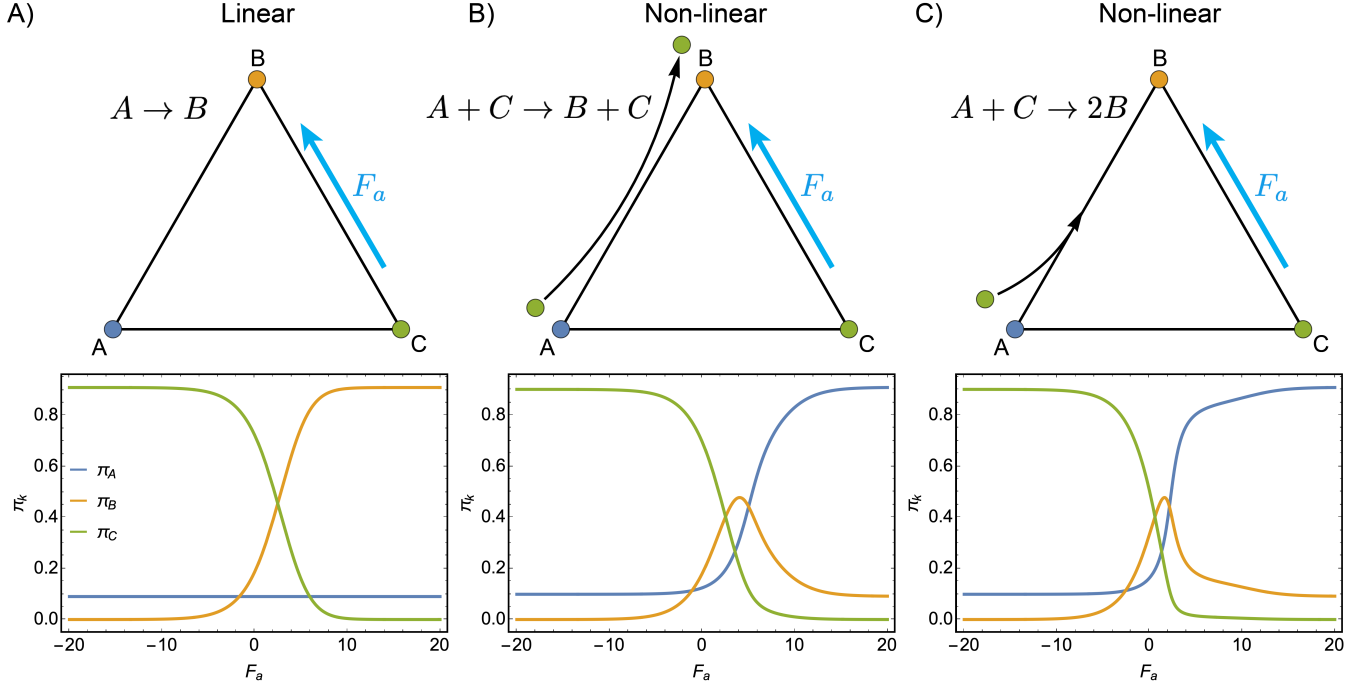 A) Linear
B) Non-linear
C) Non-linear
B
B
B
A → B
A + C → B + C
A + C → 2B
F_a
F_a
F_a
A C
A C
A C
π_k
0.8
0.6
0.4
0.2
0.0
π_A
π_B
π_C
−20 −10 0 10 20
F_a
π_k
0.8
0.6
0.4
0.2
0.0
−20 −10 0 10 20
F_a
π_k
0.8
0.6
0.4
0.2
0.0
−20 −10 0 10 20
F_a